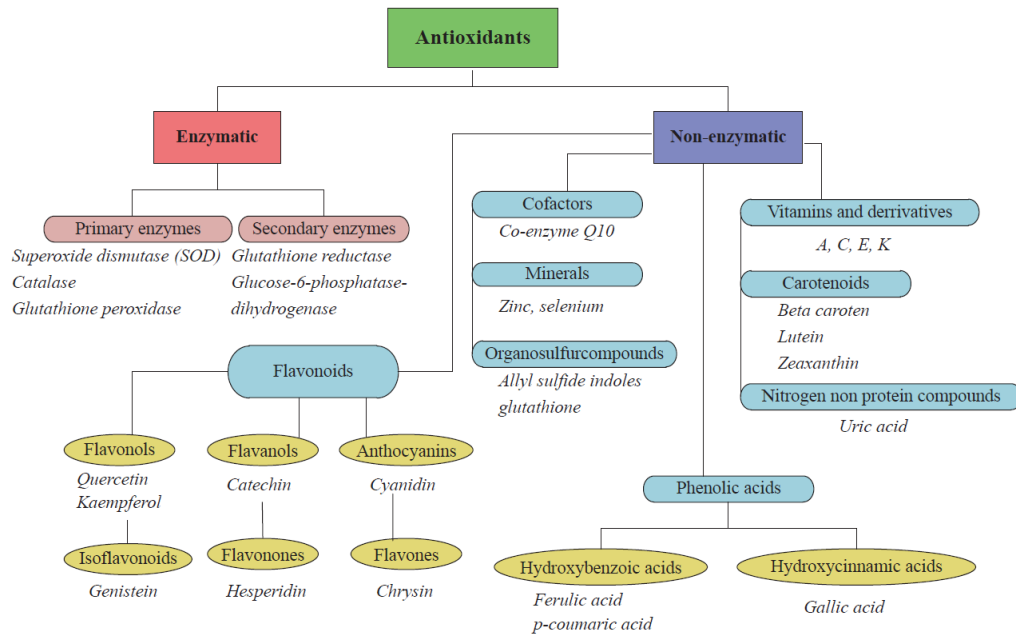 Antioxidants
Enzymatic
Non-enzymatic
Primary enzymes
Superoxide dismutase (SOD)
Catalase
Glutathione peroxidase
Secondary enzymes
Glutathione reductase
Glucose-6-phosphatase-
dihydrogenase
Cofactors
Co-enzyme Q10
Minerals
Zinc, selenium
Organosulfurcompounds
Allyl sulfide indoles
glutathione
Vitamins and derrivatives
A, C, E, K
Carotenoids
Beta caroten
Lutein
Zeaxanthin
Nitrogen non protein compounds
Uric acid
Flavonoids
Flavonols
Quercetin
Kaempferol
Isoflavonoids
Genistein
Flavanols
Catechin
Flavonones
Hesperidin
Anthocyanins
Cyanidin
Flavones
Chrysin
Phenolic acids
Hydroxybenzoic acids
Ferulic acid
p-coumaric acid
Hydroxycinnamic acids
Gallic acid